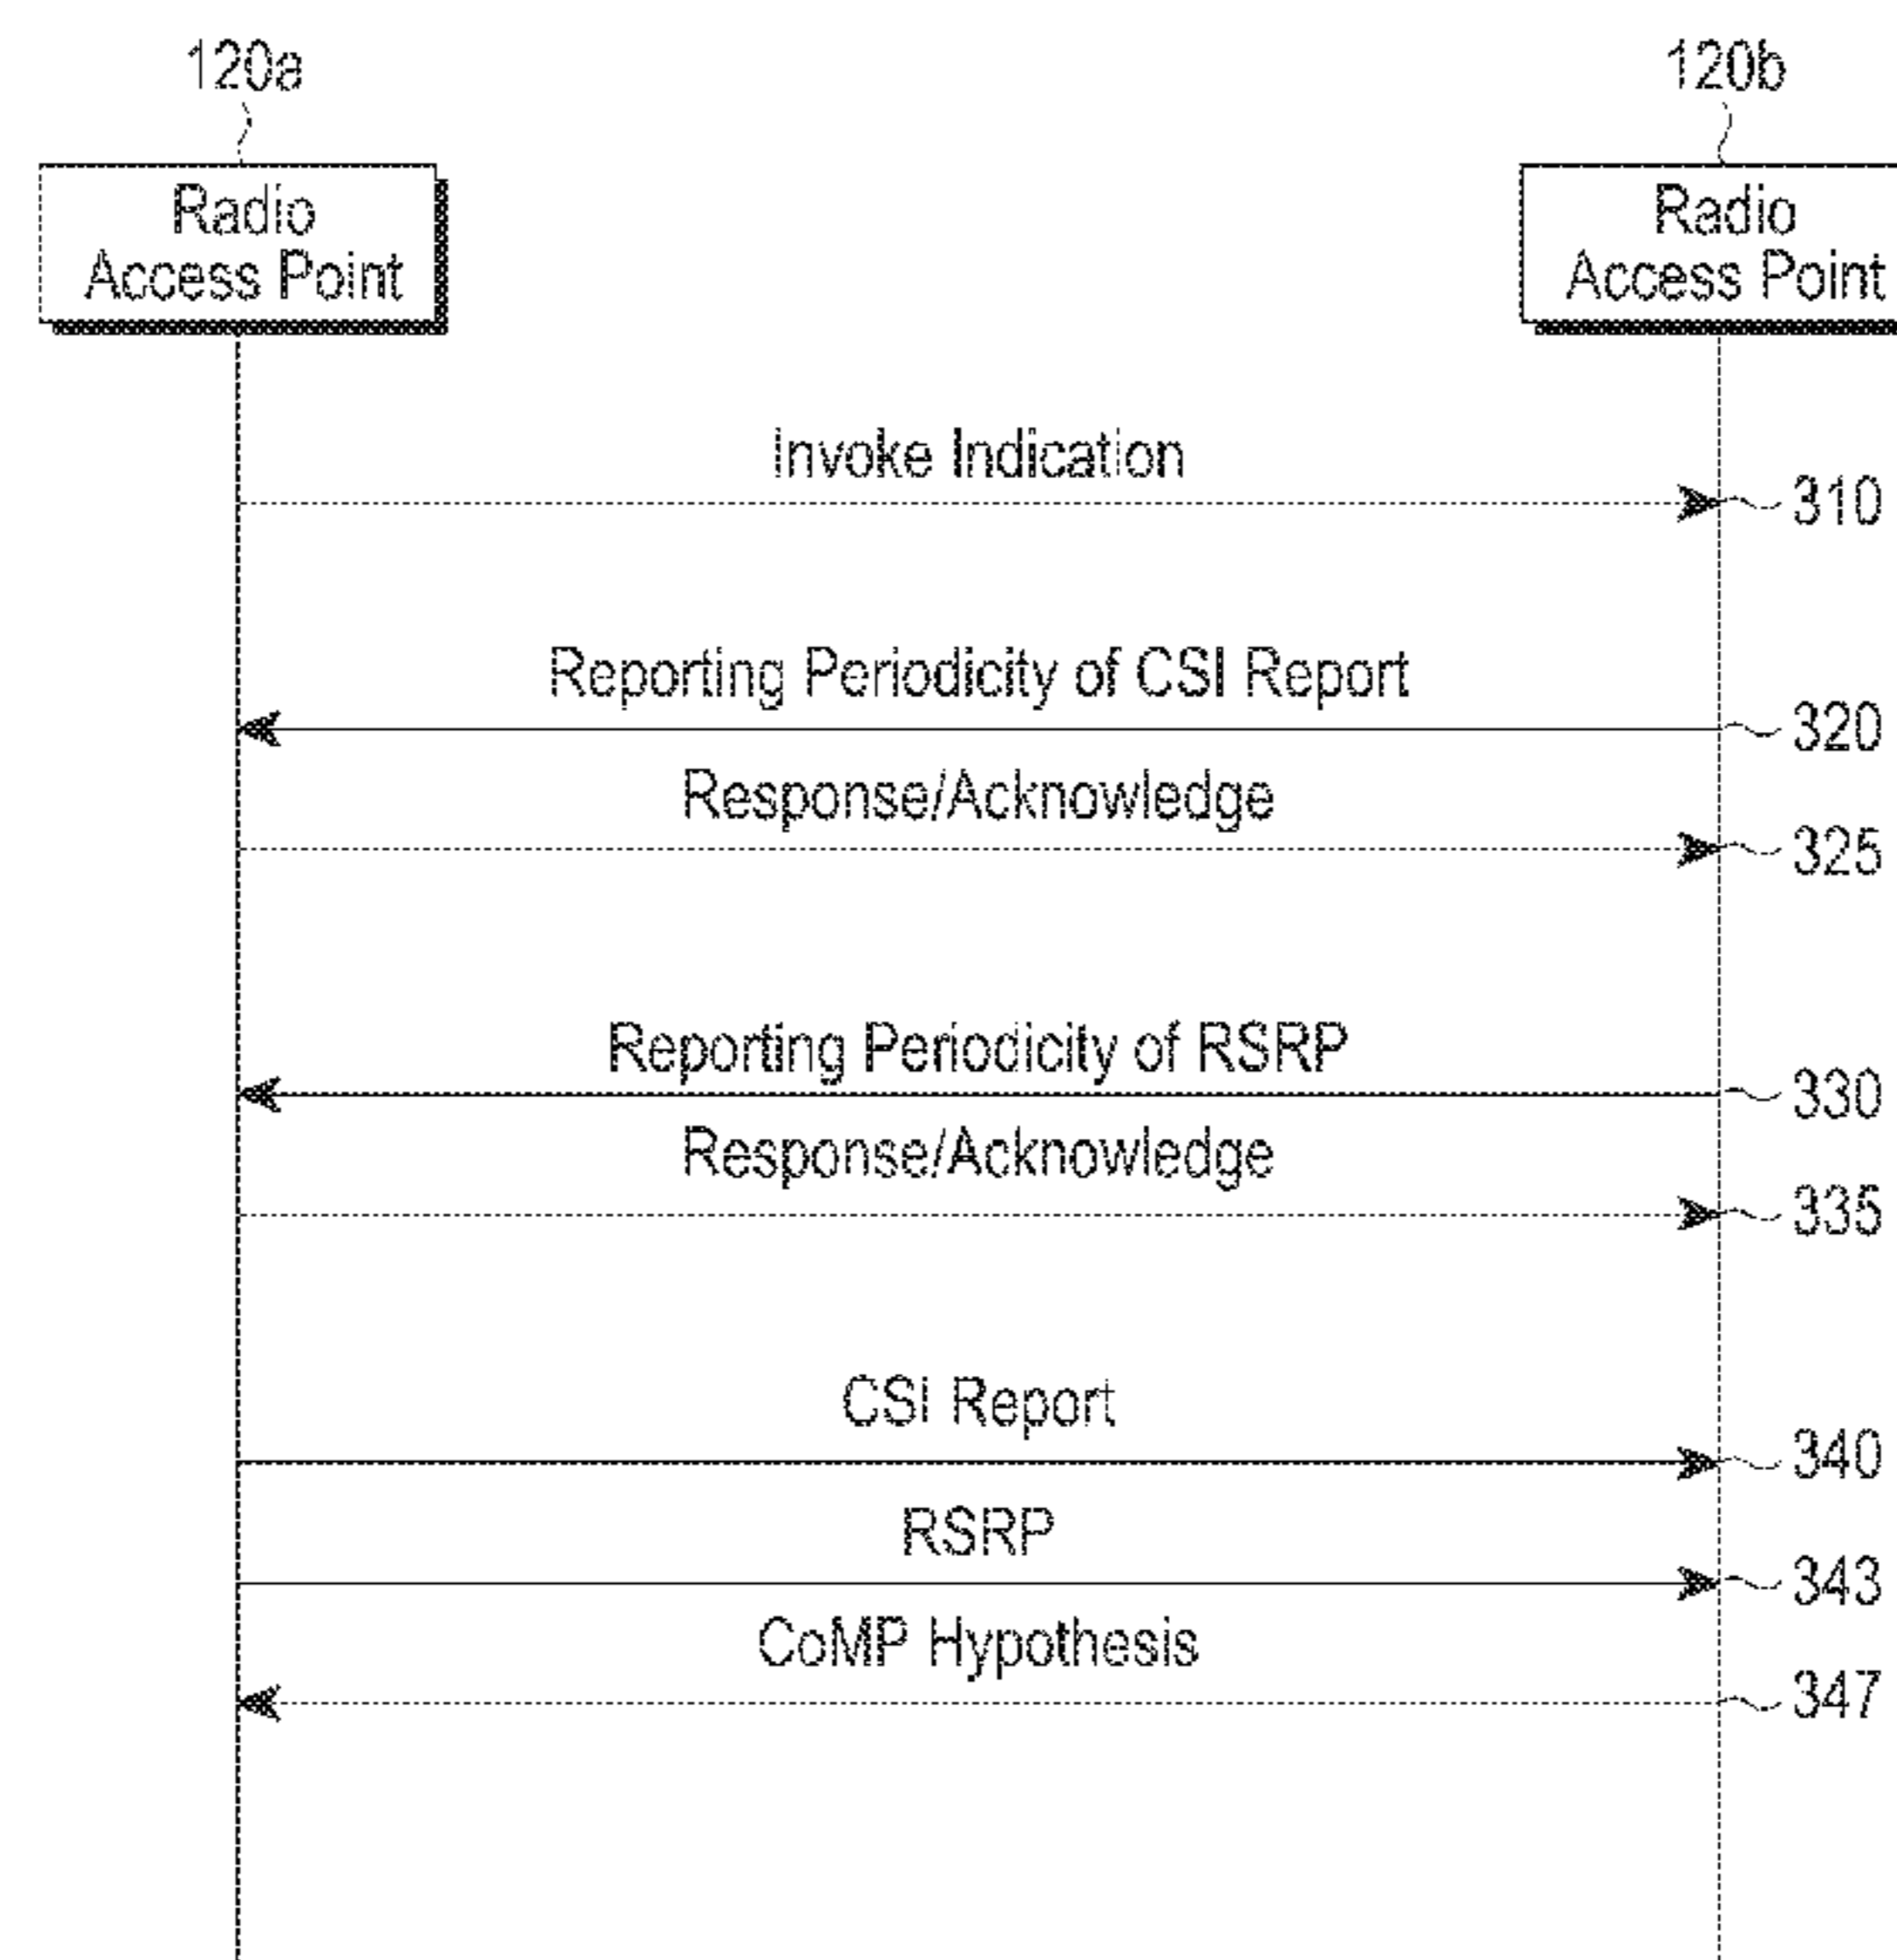 120a
120b
Radio
Access Point
Radio
Access Point
Invoke Indication
310
Reporting Periodicity of CSI Report
320
Response/Acknowledge
325
Reporting Periodicity of RSRP
330
Response/Acknowledge
335
CSI Report
340
RSRP
343
CoMP Hypothesis
347